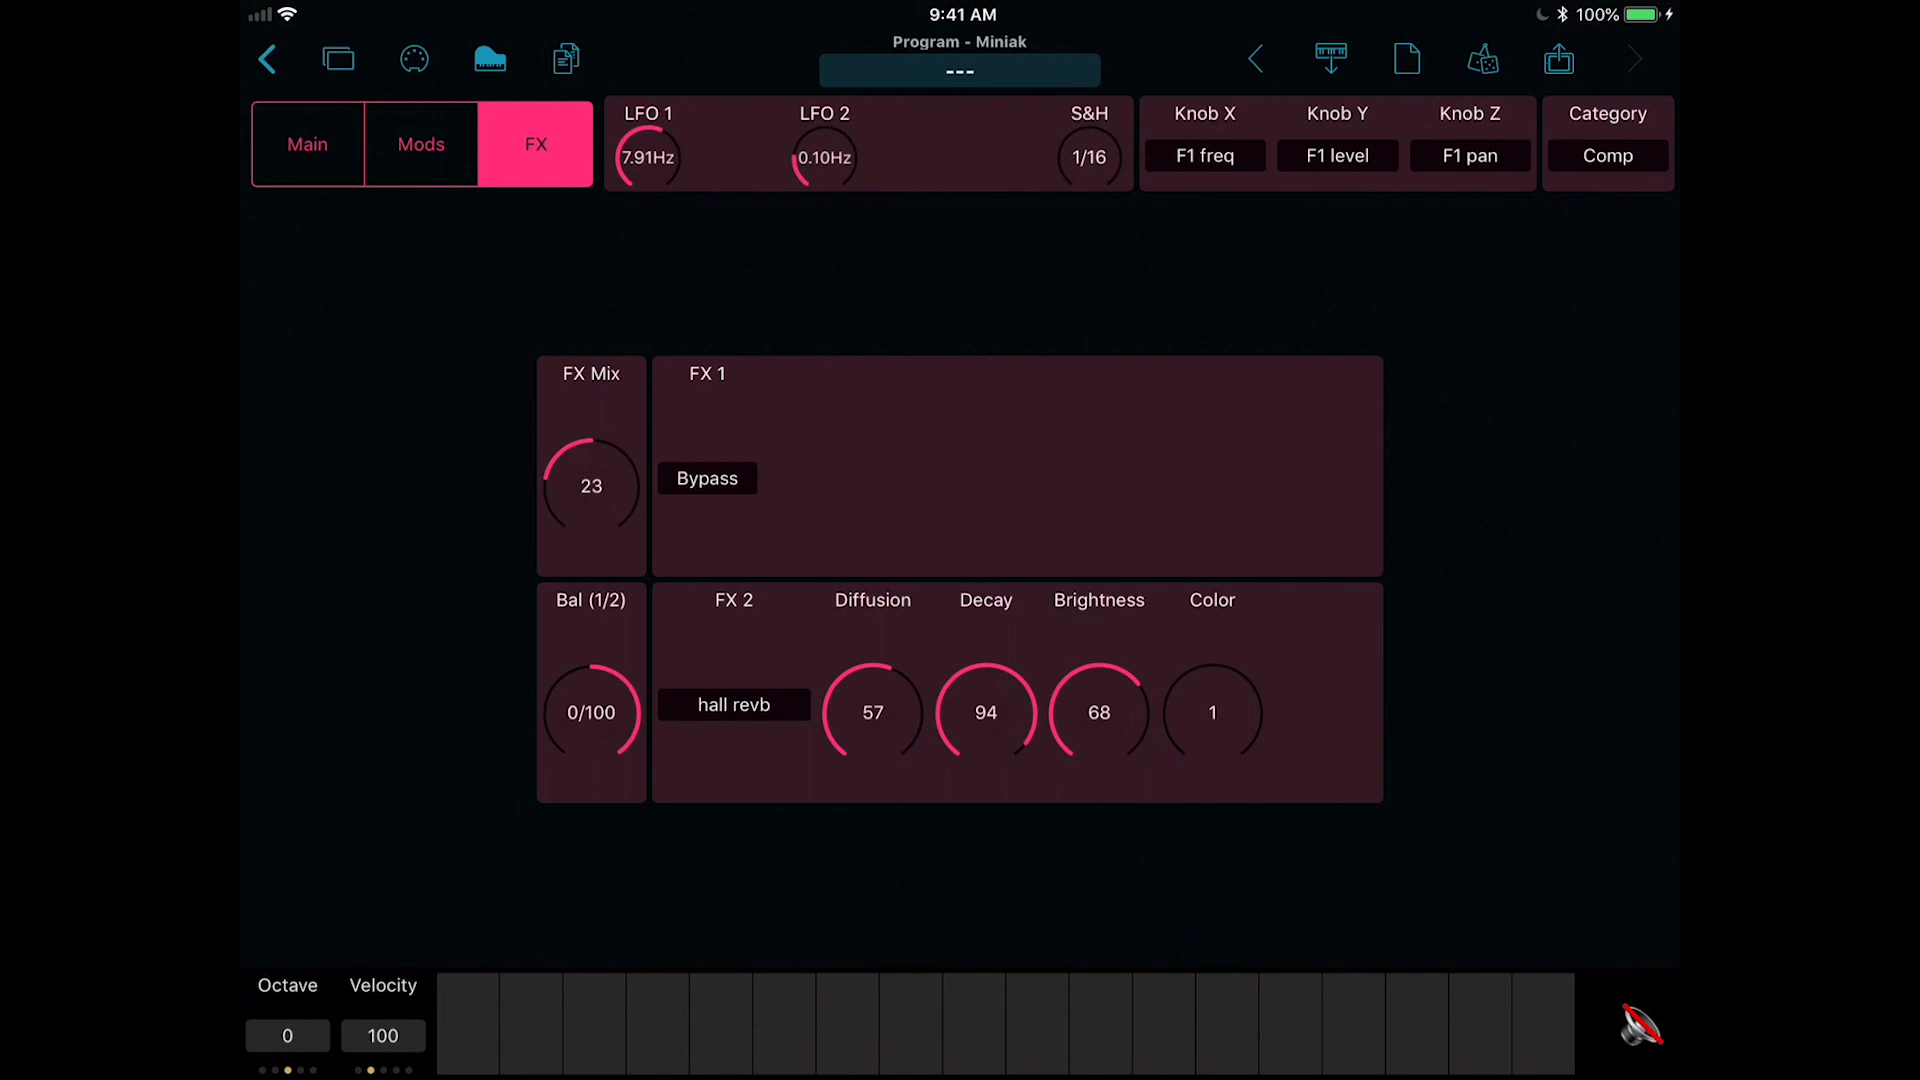 9:41 AM
100%
Program - Miniak
---
Main
Mods
FX
LFO 1
LFO 2
S&H
7.91Hz
0.10Hz
1/16
Knob X
Knob Y
Knob Z
F1 freq
F1 level
F1 pan
Category
Comp
FX Mix
23
FX 1
Bypass
Bal (1/2)
0/100
FX 2
Diffusion
Decay
Brightness
Color
hall revb
57
94
68
1
Octave
Velocity
0
100